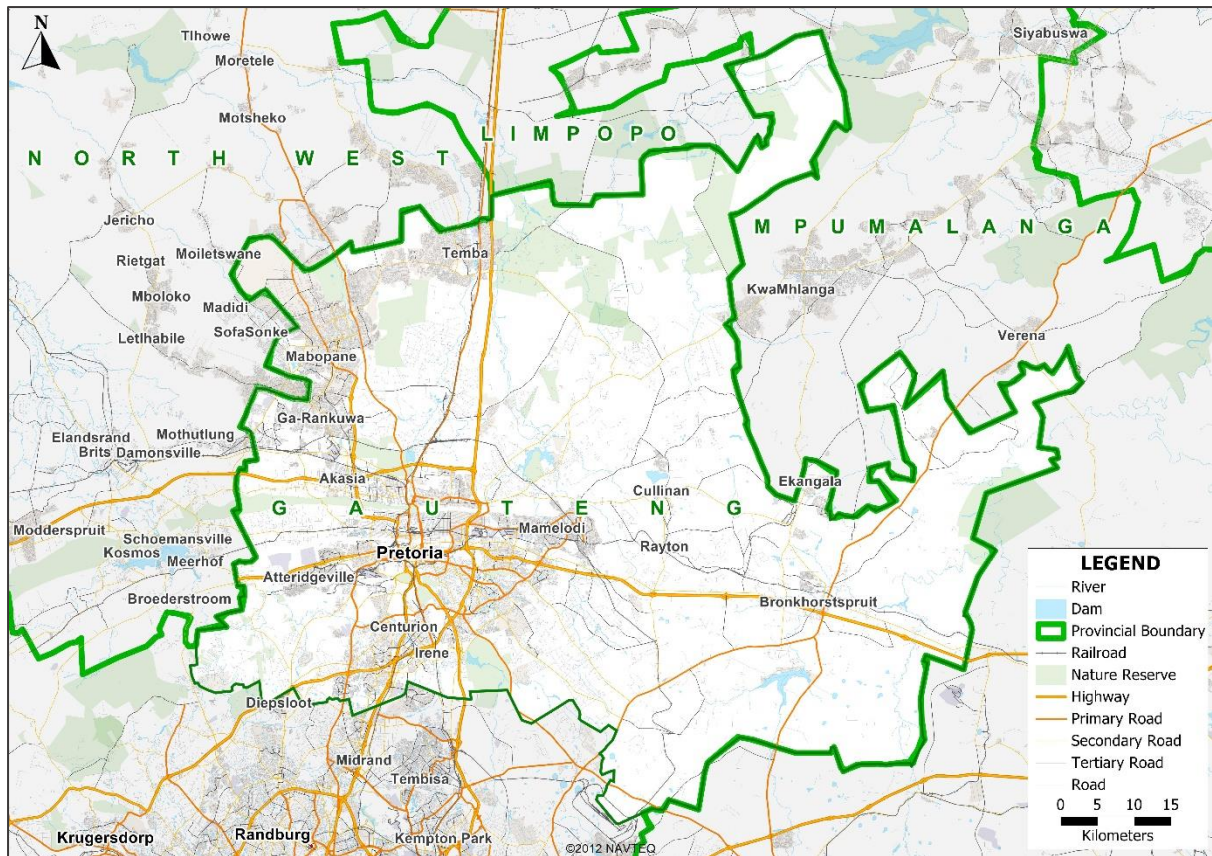 N
Tlhowe
Moretele
Siyabuswa
Motsheko
LIMPOPO
NORTH WEST
Jericho
MPUMALANGA
Moiletswane
Temba
Rietgat
KwaMhlanga
Mboloko
Madidi
Letlhabile
SofaSonke
Verena
Mabopane
Ga-Rankuwa
Elandsrand
Mothutlung
Brits
Damonsville
Akasia
Cullinan
Ekangala
GAUTENG
Modderspruit
Schoemansville
Mamelodi
Kosmos
Meerhof
Pretoria
Rayton
Atteridgeville
Broederstroom
Bronkhorstspruit
Centurion
Irene
Diepsloot
Midrand
Tembisa
Krugersdorp
Randburg
Kempton Park
©2012 NAVTEQ
LEGEND
River
Dam
Provincial Boundary
Railroad
Nature Reserve
Highway
Primary Road
Secondary Road
Tertiary Road
Road
0 5 10 15
Kilometers